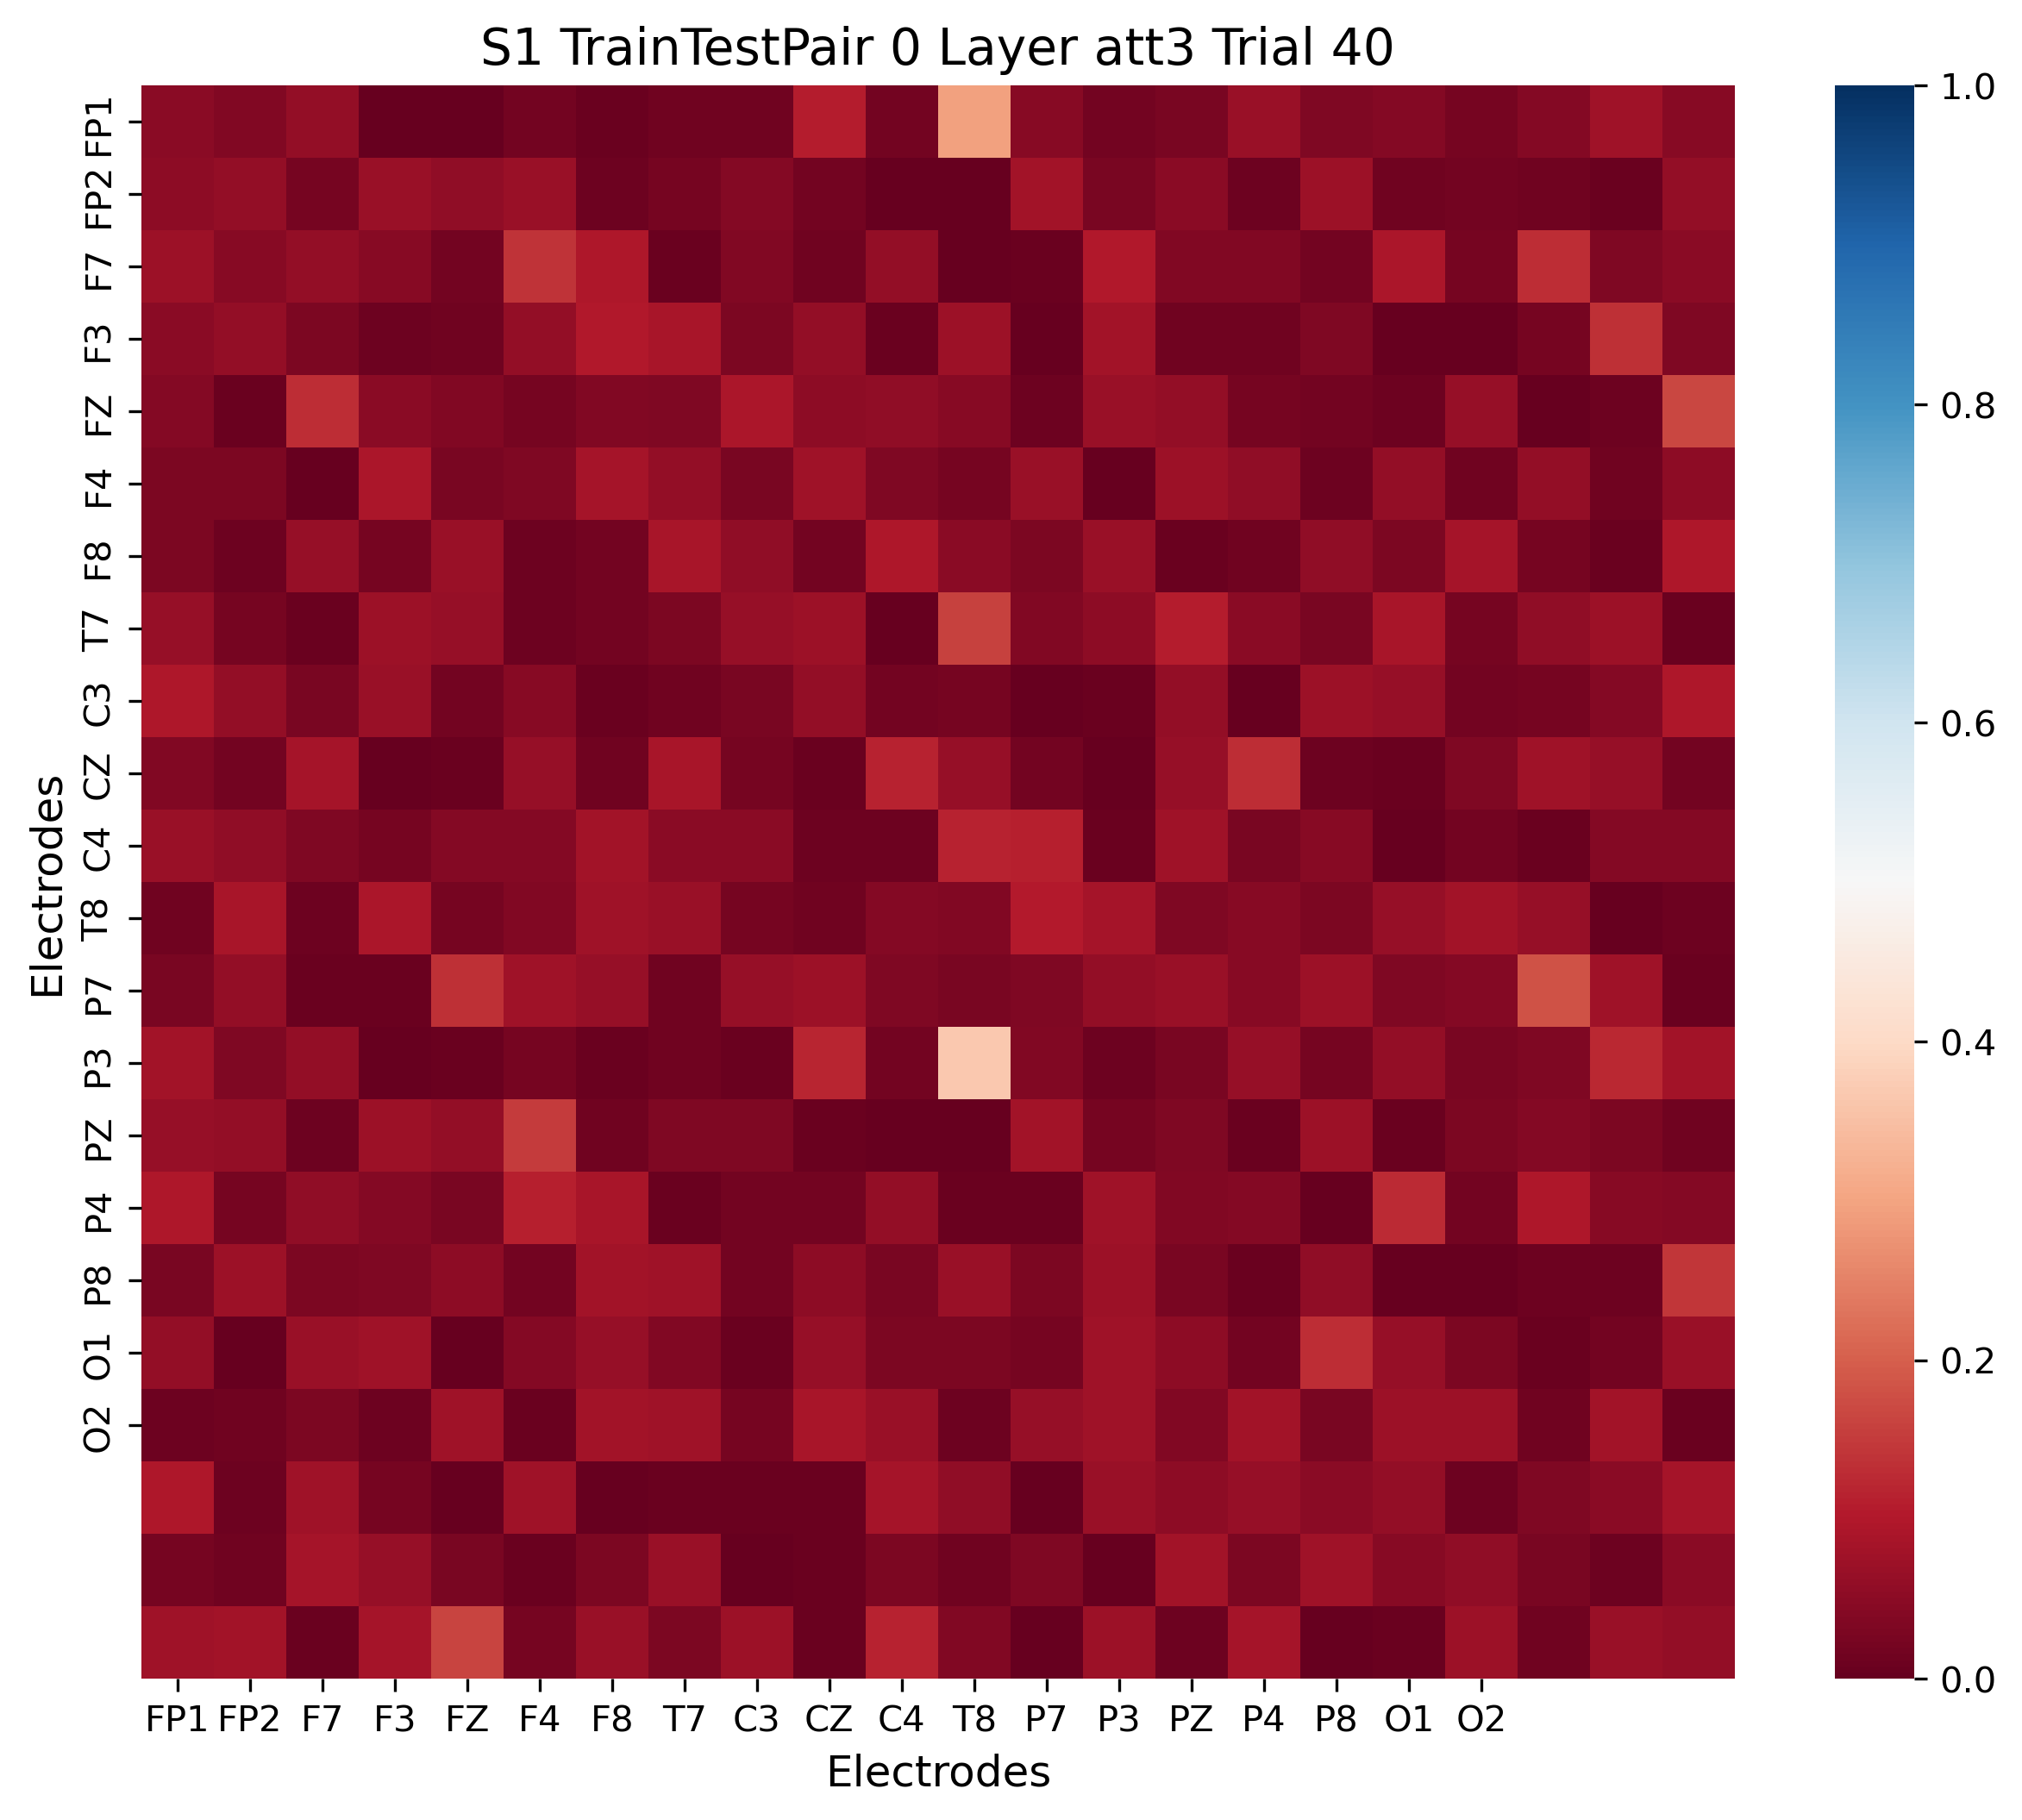 S1 TrainTestPair 0 Layer att3 Trial 40
Electrodes
FP1
FP2
F7
F3
FZ
F4
F8
T7
C3
CZ
C4
T8
P7
P3
PZ
P4
P8
O1
O2
FP1 FP2 F7 F3 FZ F4 F8 T7 C3 CZ C4 T8 P7 P3 PZ P4 P8 O1 O2
Electrodes
1.0
0.8
0.6
0.4
0.2
0.0